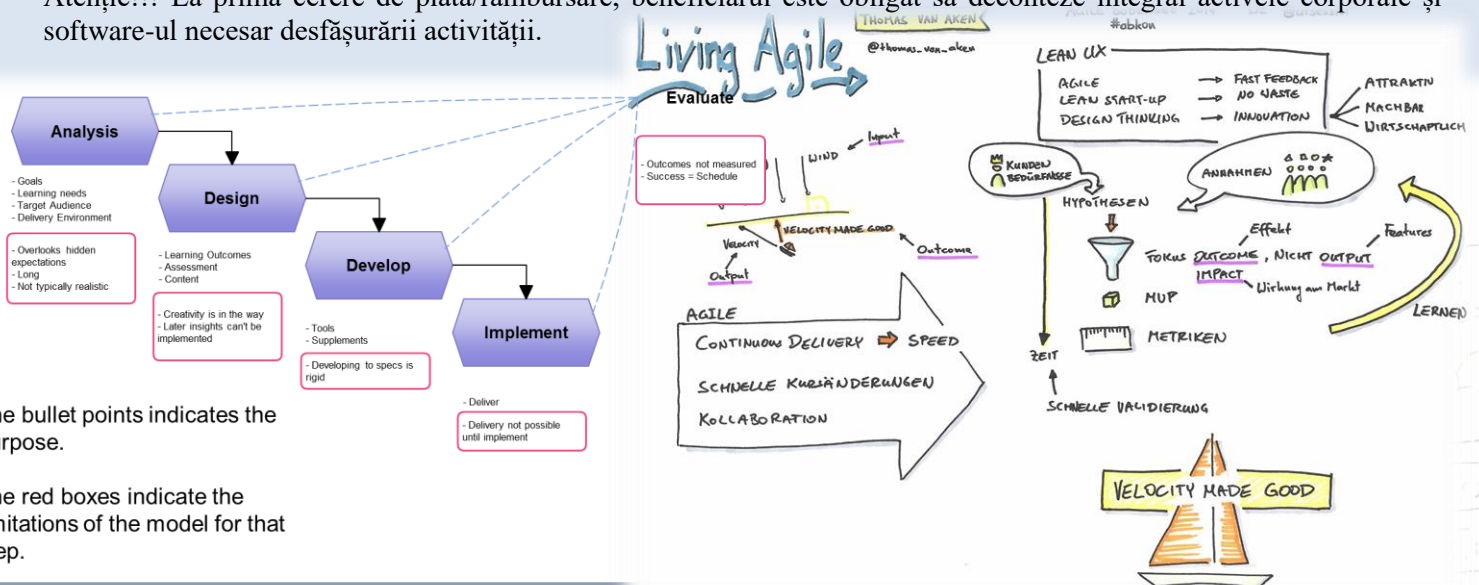 software-ul necesar desfășurării activității.
Analysis
- Goals
- Learning needs
- Target Audience
- Delivery Environment
- Overlooks hidden
expectations
- Long
- Not typically realistic
Design
- Learning Outcomes
- Assessment
- Content
- Creativity is in the way
- Later insights can't be
implemented
Develop
- Tools
- Supplements
- Developing to specs is
rigid
Implement
- Deliver
- Delivery not possible
until implement
Evaluate
- Outcomes not measured
- Success = Schedule
bullet points indicates the
red boxes indicate the
of the model for that
THOMAS VAN AKEN
@thomas_van_aken
#abkon
Living Agile
WIND
Input
VELOCITY MADE GOOD
VELOCITY
Output
Outcome
AGILE
CONTINUOUS DELIVERY SPEED
SCHNELLE KURSÄNDERUNGEN
KOLLABORATION
LEAN UX
AGILE → FAST FEEDBACK
LEAN START-UP → NO WASTE
DESIGN THINKING → INNOVATION
ATTRAKTIV
MACHBAR
WIRTSCHAFTLICH
KUNDEN
BEDÜRFNISSE
ANNAHMEN
HYPOTHESEN
Effekt
Features
FOKUS OUTCOME, NICHT OUTPUT
IMPACT
Wirkung am Markt
MVP
METRIKEN
LERNEN
ZEIT
SCHNELLE VALIDIERUNG
VELOCITY MADE GOOD